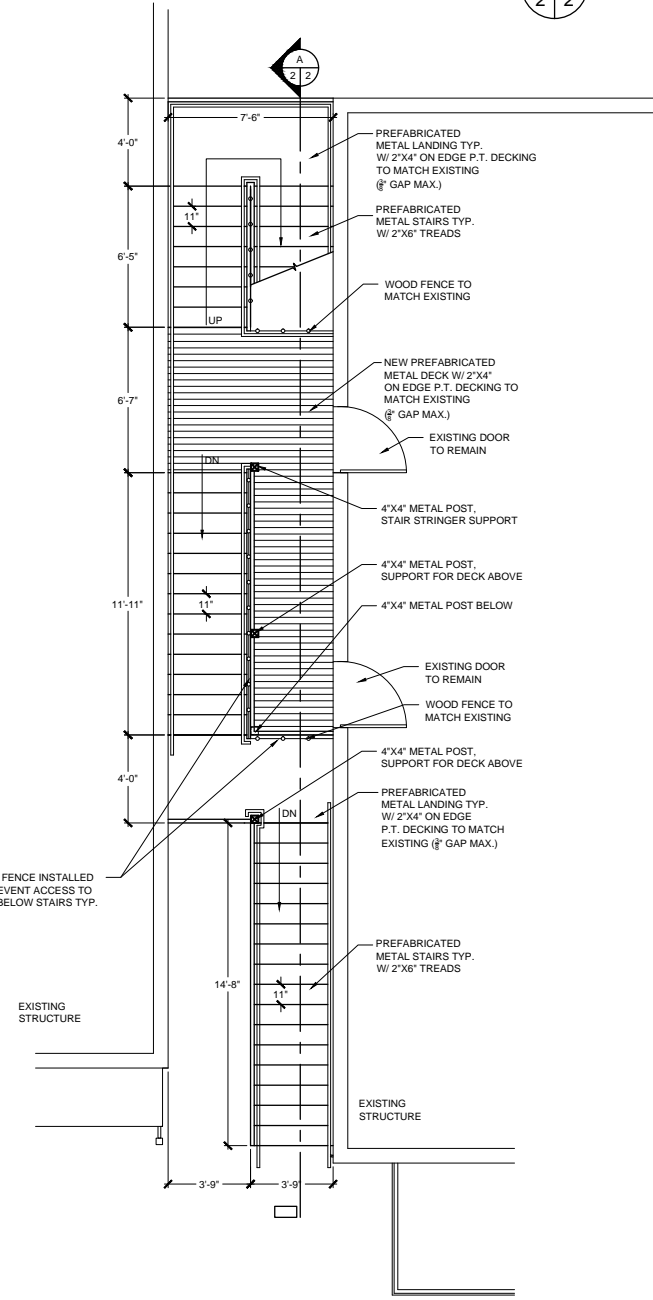 2 2
A
2 2
7'-6"
4'-0"
PREFABRICATED
METAL LANDING TYP.
W/ 2"X4" ON EDGE P.T. DECKING
TO MATCH EXISTING
GAP MAX.)
11"
PREFABRICATED
METAL STAIRS TYP.
W/ 2"X6" TREADS
6'-5"
WOOD FENCE TO
MATCH EXISTING
UP
6'-7"
NEW PREFABRICATED
METAL DECK W/ 2"X4"
ON EDGE P.T. DECKING TO
MATCH EXISTING
GAP MAX.)
EXISTING DOOR
TO REMAIN
DN
4"X4" METAL POST,
STAIR STRINGER SUPPORT
4"X4" METAL POST,
SUPPORT FOR DECK ABOVE
11'-11"
11"
4"X4" METAL POST BELOW
EXISTING DOOR
TO REMAIN
WOOD FENCE TO
MATCH EXISTING
4'-0"
4"X4" METAL POST,
SUPPORT FOR DECK ABOVE
DN
PREFABRICATED
METAL LANDING TYP.
W/ 2"X4" ON EDGE
P.T. DECKING TO MATCH
EXISTING ( GAP MAX.)
FENCE INSTALLED
EVENT ACCESS TO
BELOW STAIRS TYP.
PREFABRICATED
METAL STAIRS TYP.
W/ 2"X6" TREADS
14'-8"
11"
EXISTING
STRUCTURE
EXISTING
STRUCTURE
3'-9"
3'-9"